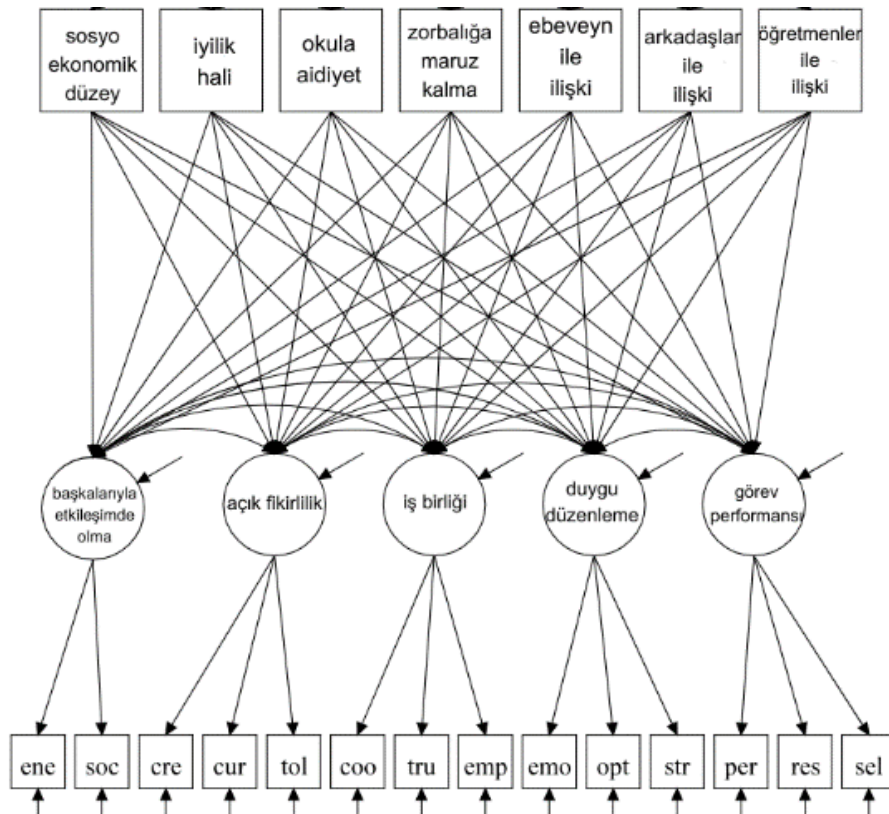 sosyo
ekonomik
düzey
iyilik
hali
okula
aidiyet
zorbalığa
maruz
kalma
ebeveyn
ile
ilişki
arkadaşlar
ile
ilişki
öğretmenler
ile
ilişki
başkalarıyla
etkileşimde
olma
açık fikirlilik
iş birliği
duygu
düzenleme
görev
performansı
ene soc cre cur tol coo tru emp emo opt str per res sel